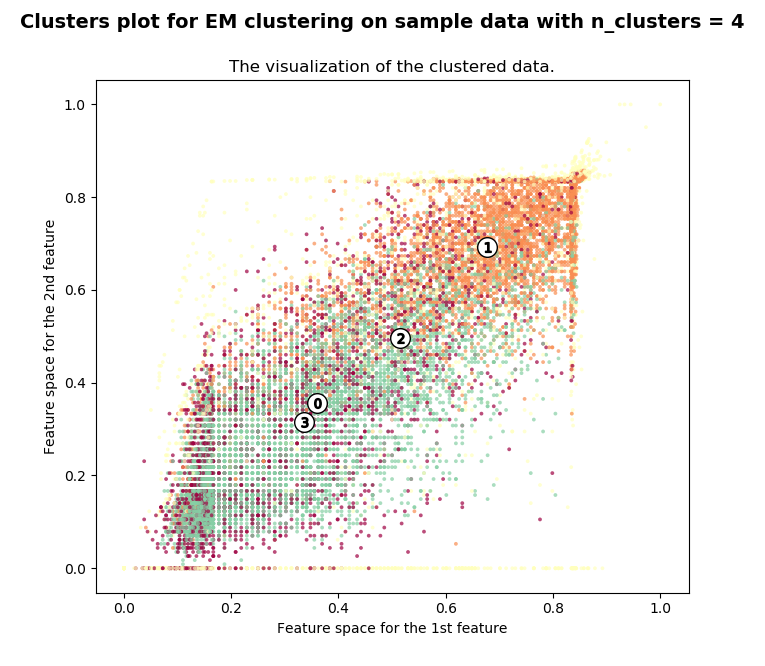 Clusters plot for EM clustering on sample data with n_clusters = 4
The visualization of the clustered data.
Feature space for the 2nd feature
1.0
0.8
0.6
0.4
0.2
0.0
1
2
0
3
0.0 0.2 0.4 0.6 0.8 1.0
Feature space for the 1st feature